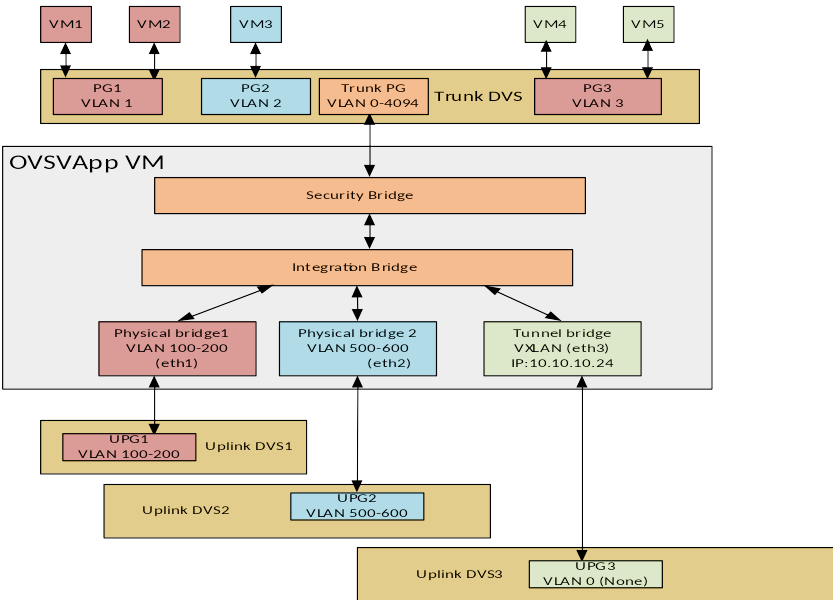 VM1
VM2
VM3
VM4
VM5
PG1
VLAN 1
PG2
VLAN 2
Trunk PG
VLAN 0-4094
Trunk DVS
PG3
VLAN 3
OVSVApp VM
Security Bridge
Integration Bridge
Physical bridge1
VLAN 100-200
(eth1)
Physical bridge 2
VLAN 500-600
(eth2)
Tunnel bridge
VXLAN (eth3)
IP:10.10.10.24
UPG1
VLAN 100-200
Uplink DVS1
Uplink DVS2
UPG2
VLAN 500-600
Uplink DVS3
UPG3
VLAN 0 (None)